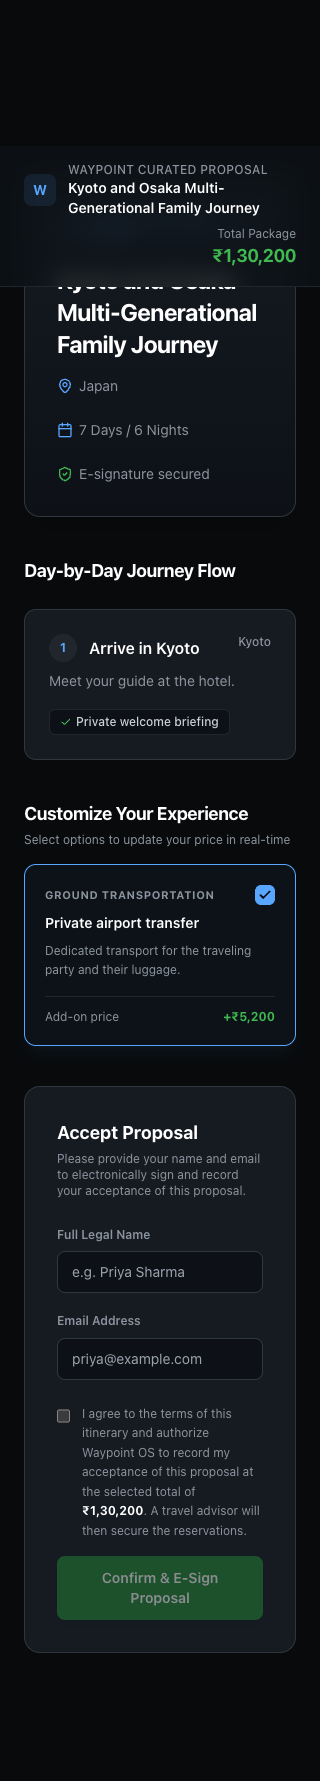 W
WAYPOINT CURATED PROPOSAL
Kyoto and Osaka Multi-
Generational Family Journey
Total Package
₹1,30,200
Kyoto and Osaka
Multi-Generational
Family Journey
Japan
7 Days / 6 Nights
E-signature secured
Day-by-Day Journey Flow
1
Arrive in Kyoto
Kyoto
Meet your guide at the hotel.
Private welcome briefing
Customize Your Experience
Select options to update your price in real-time
GROUND TRANSPORTATION
Private airport transfer
Dedicated transport for the traveling
party and their luggage.
Add-on price
+₹5,200
Accept Proposal
Please provide your name and email
to electronically sign and record
your acceptance of this proposal.
Full Legal Name
e.g. Priya Sharma
Email Address
priya@example.com
I agree to the terms of this
itinerary and authorize
Waypoint OS to record my
acceptance of this proposal at
the selected total of
₹1,30,200. A travel advisor will
then secure the reservations.
Confirm & E-Sign
Proposal